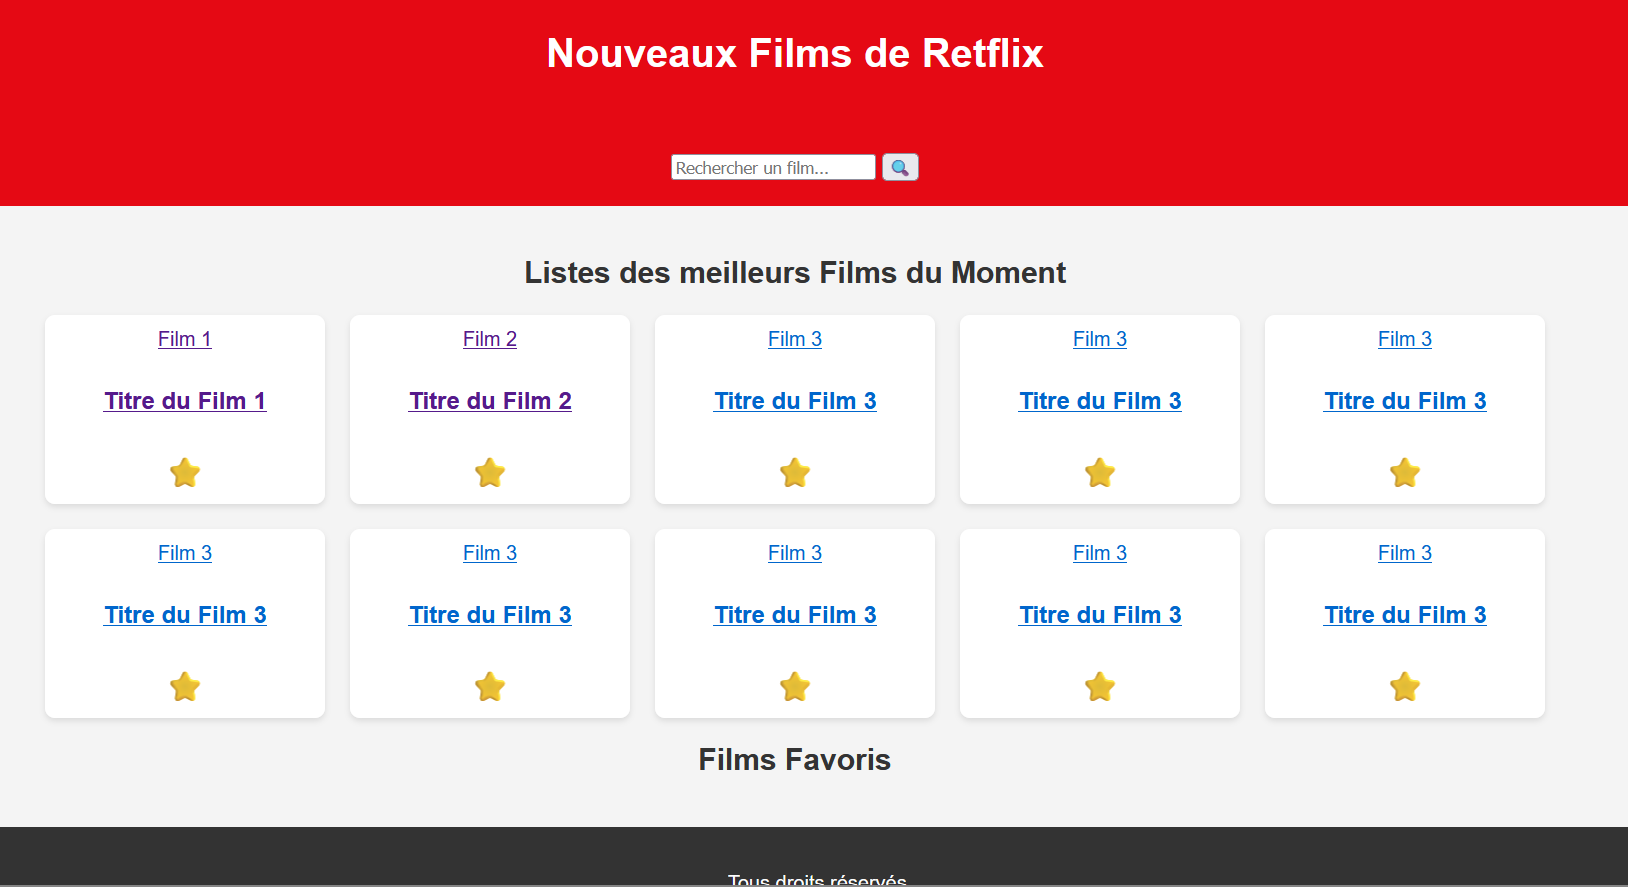 Nouveaux Films de Retflix
Rechercher un film...
Listes des meilleurs Films du Moment
Film 1
Titre du Film 1
Film 2
Titre du Film 2
Film 3
Titre du Film 3
Film 3
Titre du Film 3
Film 3
Titre du Film 3
Film 3
Titre du Film 3
Film 3
Titre du Film 3
Film 3
Titre du Film 3
Film 3
Titre du Film 3
Film 3
Titre du Film 3
Films Favoris
Tous droits réservés